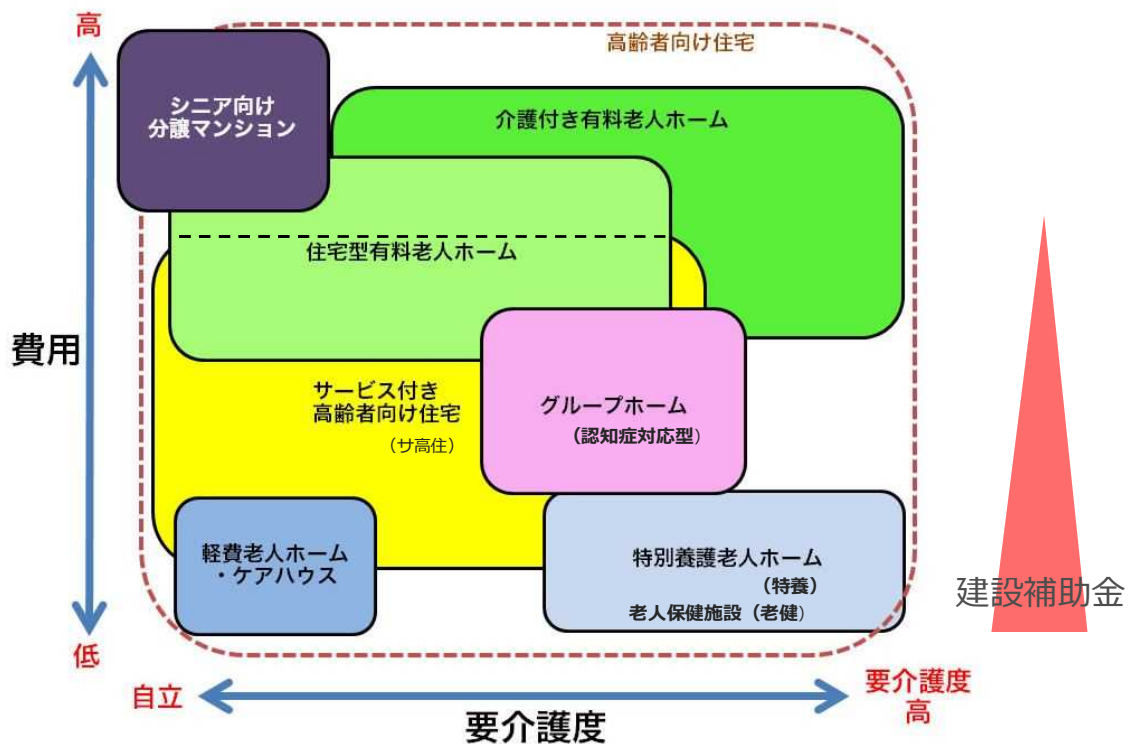 高
高齢者向け住宅
シニア向け
分譲マンション
介護付き有料老人ホーム
住宅型有料老人ホーム
費用
サービス付き
高齢者向け住宅
（サ高住）
グループホーム
（認知症対応型）
軽費老人ホーム
・ケアハウス
特別養護老人ホーム
（特養）
老人保健施設（老健）
建設補助金
低
自立
要介護度
要介護度
高